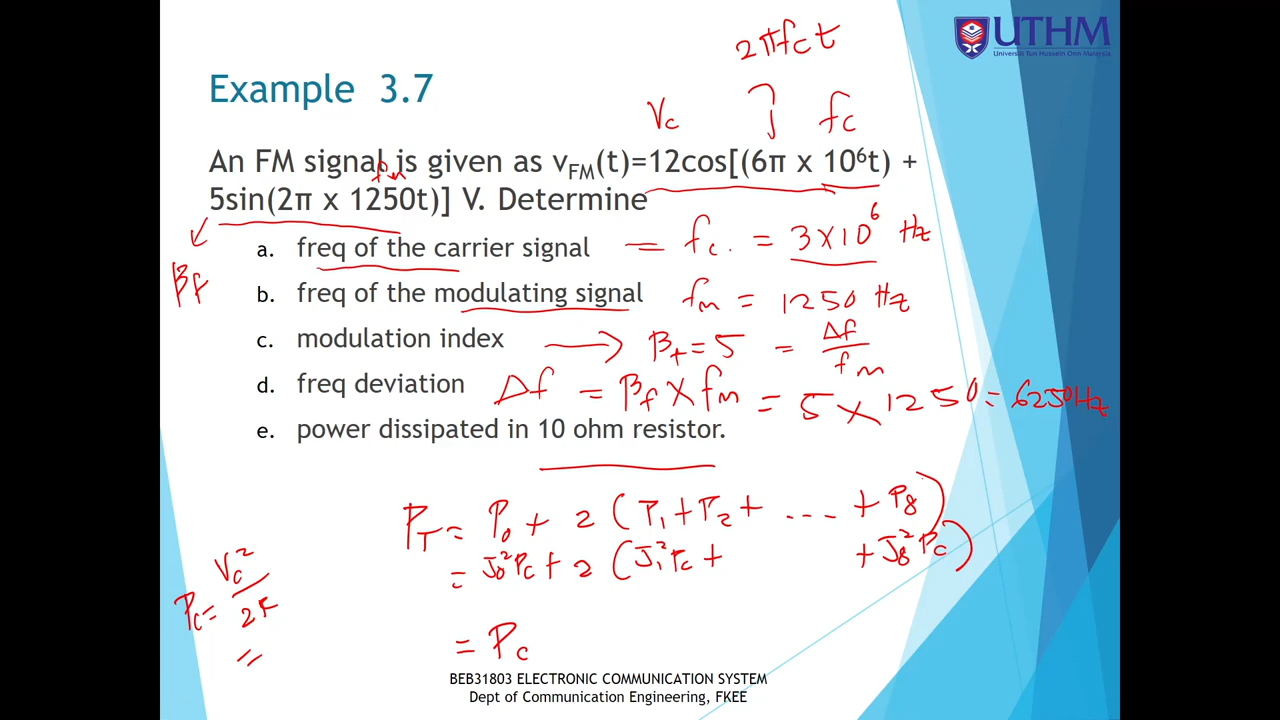 UTHM
Universiti Tun Hussein Onn Malaysia
2πfct
Example 3.7
Vc
fc
An FM signal is given as vFM(t)=12cos[(6π x 10⁶t) +
fm
5sin(2π x 1250t)] V. Determine
βf
a. freq of the carrier signal = fc = 3×10⁶ Hz
b. freq of the modulating signal fm = 1250 Hz
c. modulation index → βf = 5 = Δf/fm
d. freq deviation Δf = βf × fm = 5 × 1250 = 6250Hz
e. power dissipated in 10 ohm resistor.
PT = P0 + 2 (P1 + P2 + ... + P8)
= J0²Pc + 2 (J1²Pc + + J8²Pc)
Pc = Vc²/2R
=
= Pc
BEB31803 ELECTRONIC COMMUNICATION SYSTEM
Dept of Communication Engineering, FKEE